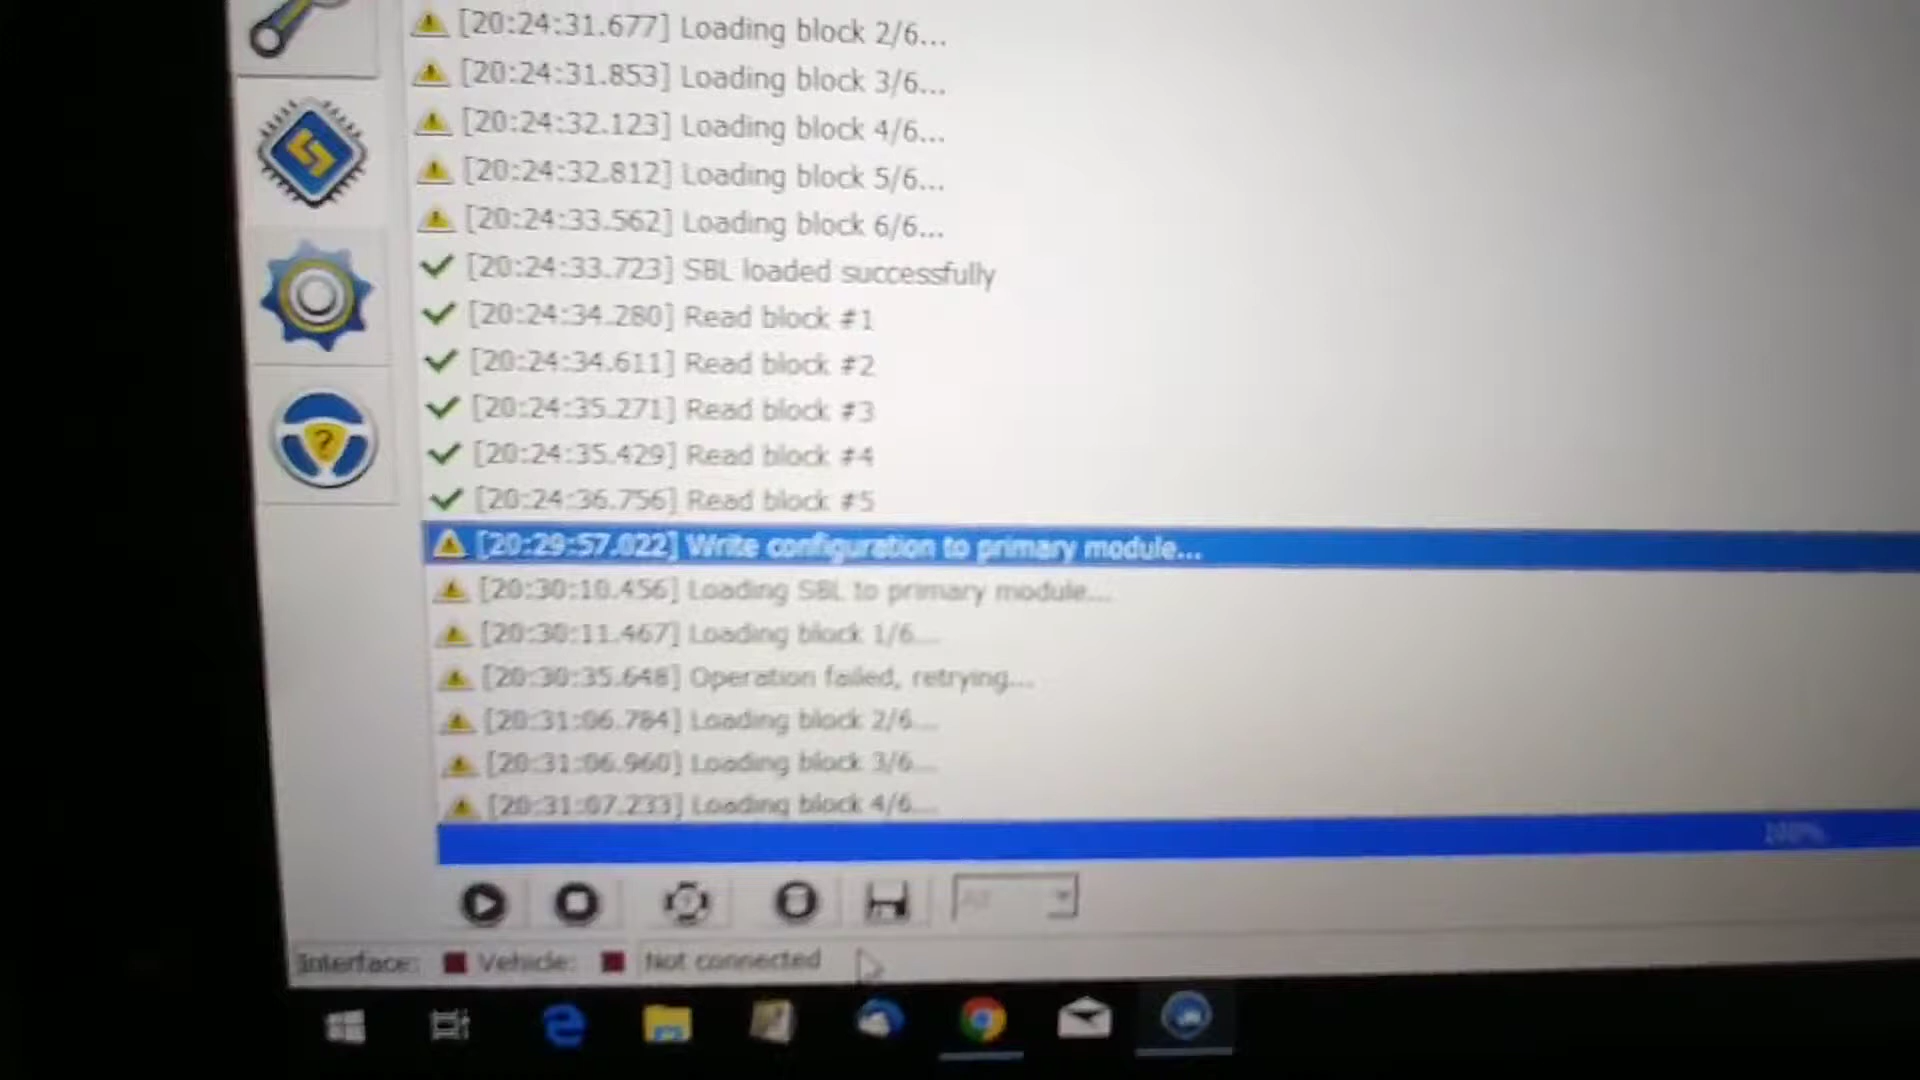 [20:24:31.677] Loading block 2/6...
[20:24:31.853] Loading block 3/6...
[20:24:32.123] Loading block 4/6...
[20:24:32.812] Loading block 5/6...
[20:24:33.562] Loading block 6/6...
[20:24:33.723] SBL loaded successfully
[20:24:34.280] Read block #1
[20:24:34.611] Read block #2
[20:24:35.271] Read block #3
[20:24:35.429] Read block #4
[20:24:36.756] Read block #5
[20:29:57.022] Write configuration to primary module...
[20:30:10.456] Loading SBL to primary module...
[20:30:11.467] Loading block 1/6...
[20:30:35.648] Operation failed, retrying...
[20:31:06.784] Loading block 2/6...
[20:31:06.960] Loading block 3/6...
[20:31:07.233] Loading block 4/6...
100%
All
Interface: Vehicle: Not connected